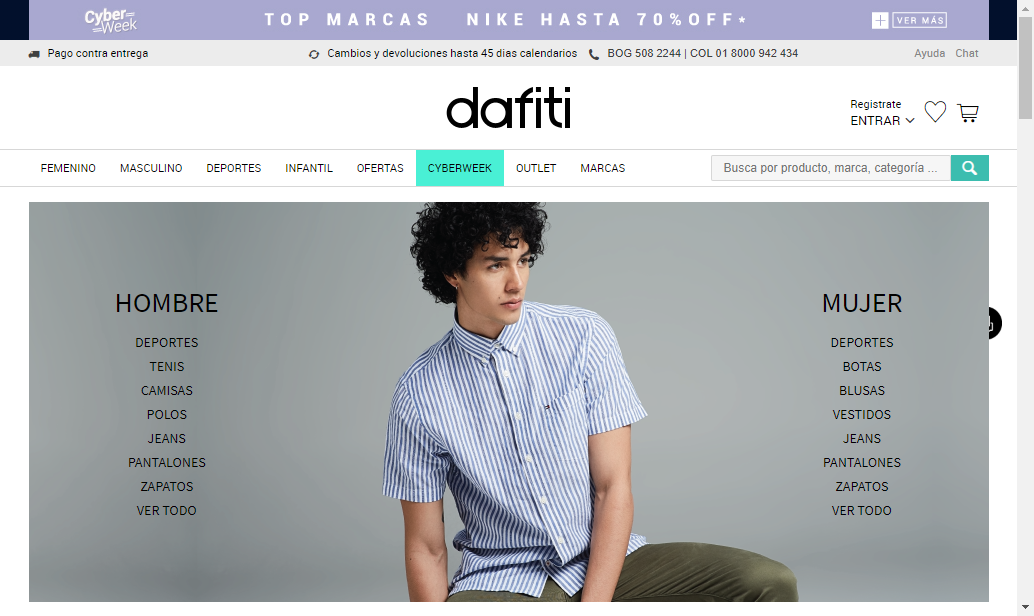 Cyber Week TOP MARCAS NIKE HASTA 70%OFF* + VER MÁS
Pago contra entrega Cambios y devoluciones hasta 45 dias calendarios BOG 508 2244 | COL 01 8000 942 434 Ayuda Chat
dafiti
Registrate
ENTRAR
FEMENINO MASCULINO DEPORTES INFANTIL OFERTAS CYBERWEEK OUTLET MARCAS Busca por producto, marca, categoría ...
HOMBRE
DEPORTES
TENIS
CAMISAS
POLOS
JEANS
PANTALONES
ZAPATOS
VER TODO
MUJER
DEPORTES
BOTAS
BLUSAS
VESTIDOS
JEANS
PANTALONES
ZAPATOS
VER TODO